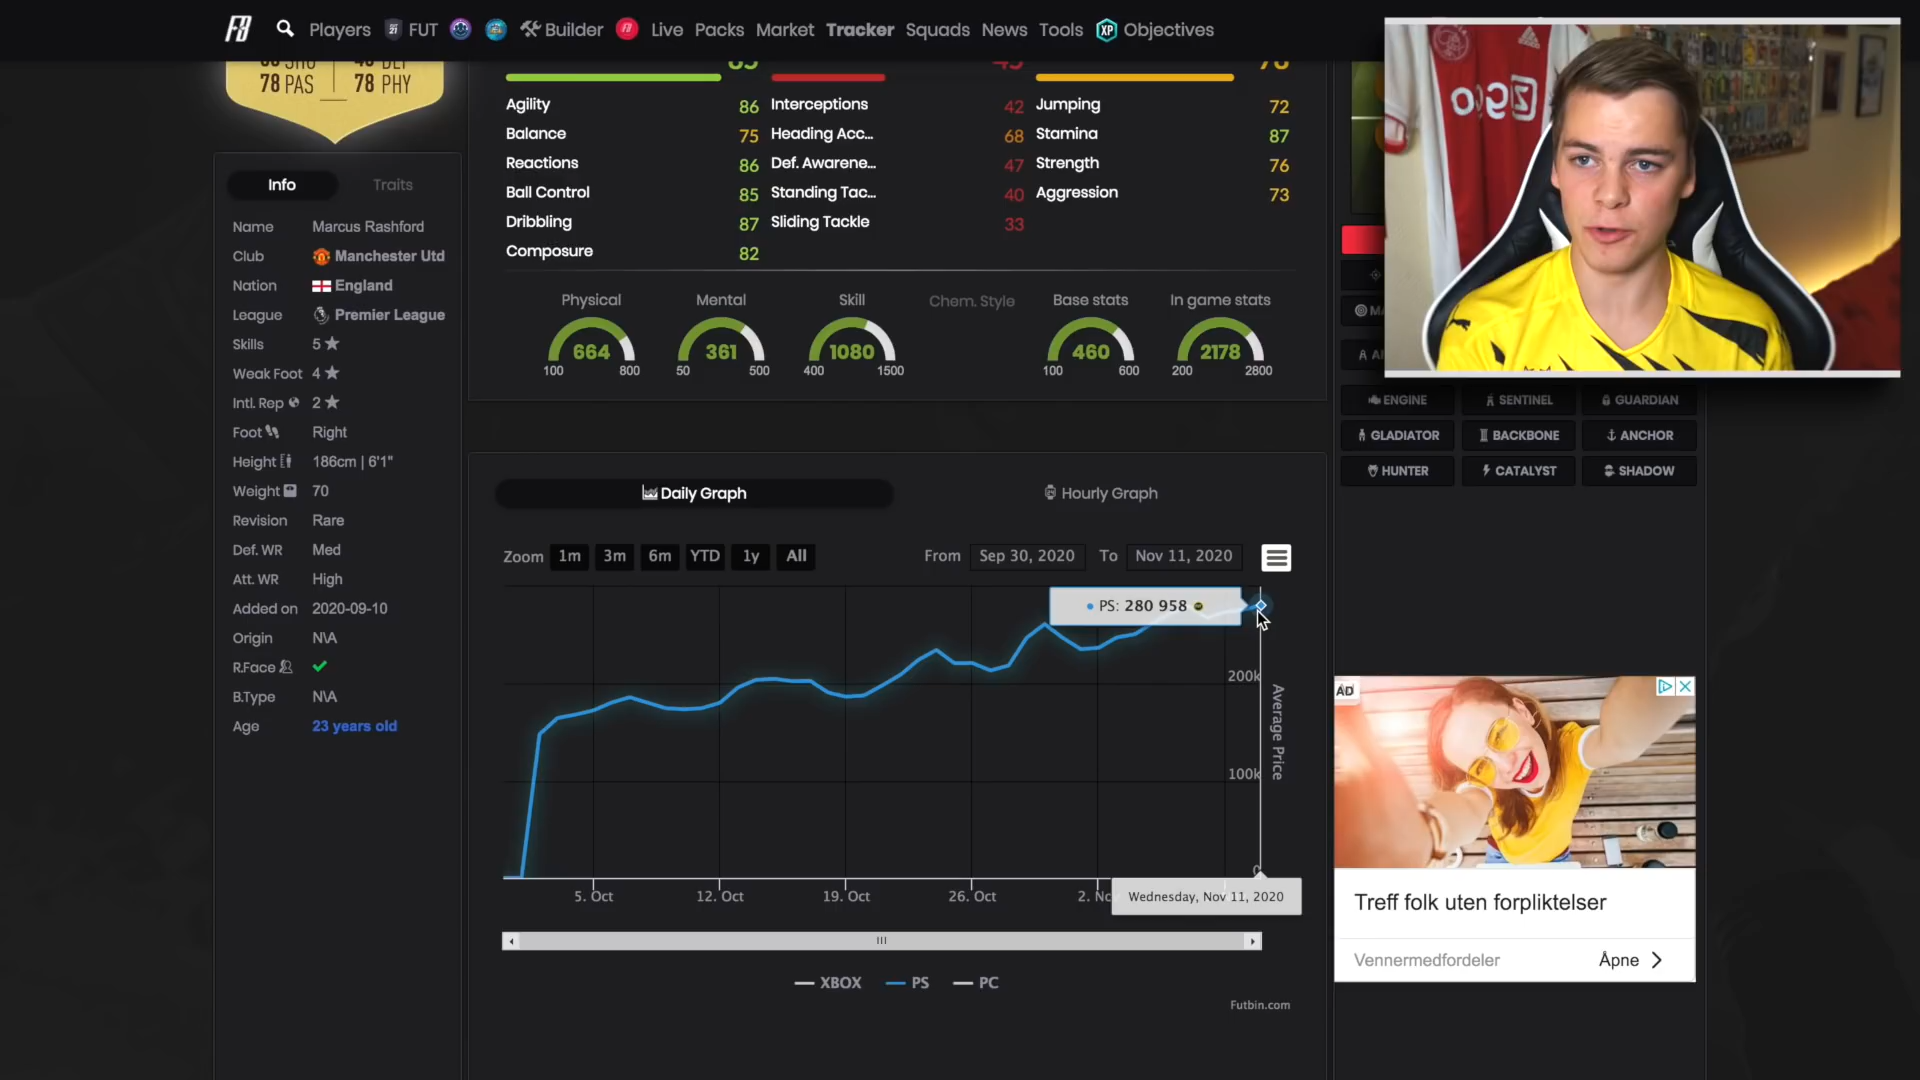 Players FUT Builder Live Packs Market Tracker Squads News Tools XP Objectives
78 PAS 78 PHY
Agility 86 Interceptions 42 Jumping 72
Balance 75 Heading Acc... 68 Stamina 87
Reactions 86 Def. Awarene... 47 Strength 76
Ball Control 85 Standing Tac... 40 Aggression 73
Dribbling 87 Sliding Tackle 33
Composure 82
Physical Mental Skill Chem. Style Base stats In game stats
664 361 1080 460 2178
100 800 50 500 400 1500 100 600 200 2800
Info Traits
Name Marcus Rashford
Club Manchester Utd
Nation England
League Premier League
Skills 5
Weak Foot 4
Intl. Rep 2
Foot Right
Height 186cm | 6'1"
Weight 70
Revision Rare
Def. WR Med
Att. WR High
Added on 2020-09-10
Origin N\A
R.Face
B.Type N\A
Age 23 years old
Ziggo
ENGINE SENTINEL GUARDIAN
GLADIATOR BACKBONE ANCHOR
HUNTER CATALYST SHADOW
Daily Graph Hourly Graph
Zoom 1m 3m 6m YTD 1y All From Sep 30, 2020 To Nov 11, 2020
PS: 280 958
200k
100k
0
Average Price
5. Oct 12. Oct 19. Oct 26. Oct 2. No
Wednesday, Nov 11, 2020
XBOX PS PC
Futbin.com
AD
Treff folk uten forpliktelser
Vennermedfordeler Åpne